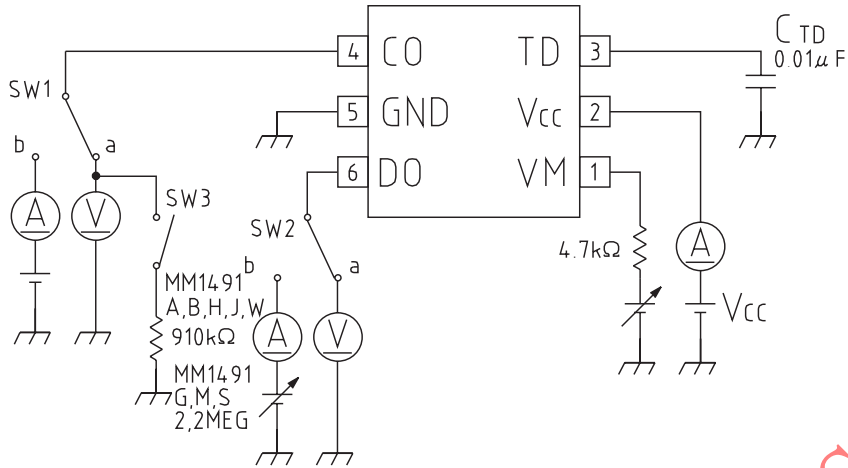 4 CO
TD 3
C TD
0.01μF
SW1
5 GND
Vcc 2
b
a
6 DO
VM 1
A
V
SW3
SW2
4.7kΩ
A
b
a
MM1491
A,B,H,J,W
910kΩ
A
V
Vcc
MM1491
G,M,S
2,2MEG